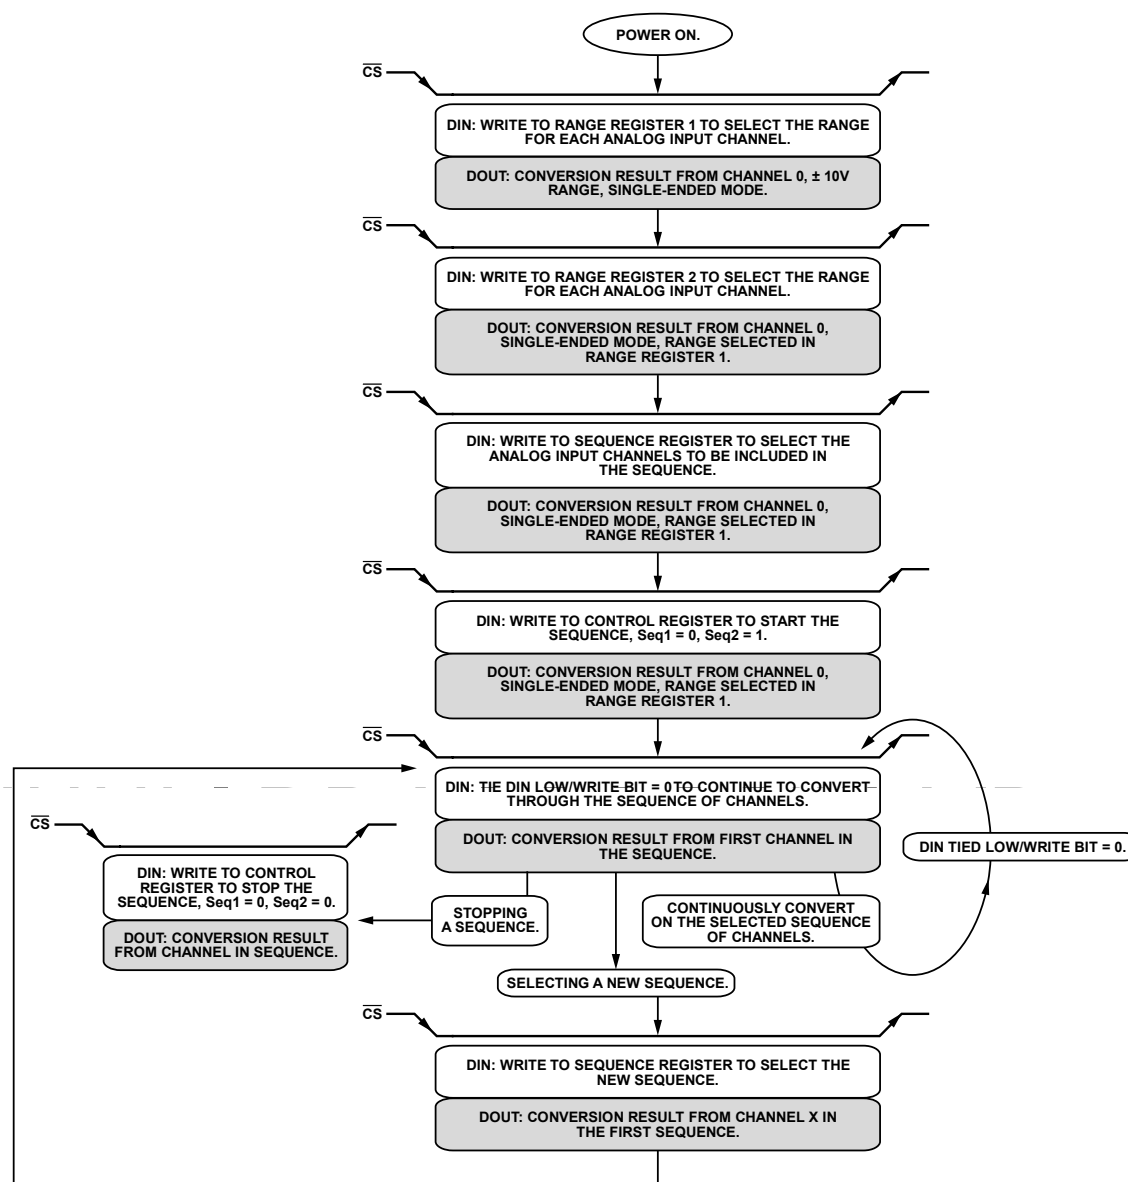 POWER ON.
CS
DIN: WRITE TO RANGE REGISTER 1 TO SELECT THE RANGE
FOR EACH ANALOG INPUT CHANNEL.
DOUT: CONVERSION RESULT FROM CHANNEL 0, ± 10V
RANGE, SINGLE-ENDED MODE.
CS
DIN: WRITE TO RANGE REGISTER 2 TO SELECT THE RANGE
FOR EACH ANALOG INPUT CHANNEL.
DOUT: CONVERSION RESULT FROM CHANNEL 0,
SINGLE-ENDED MODE, RANGE SELECTED IN
RANGE REGISTER 1.
CS
DIN: WRITE TO SEQUENCE REGISTER TO SELECT THE
ANALOG INPUT CHANNELS TO BE INCLUDED IN
THE SEQUENCE.
DOUT: CONVERSION RESULT FROM CHANNEL 0,
SINGLE-ENDED MODE, RANGE SELECTED IN
RANGE REGISTER 1.
CS
DIN: WRITE TO CONTROL REGISTER TO START THE
SEQUENCE, Seq1 = 0, Seq2 = 1.
DOUT: CONVERSION RESULT FROM CHANNEL 0,
SINGLE-ENDED MODE, RANGE SELECTED IN
RANGE REGISTER 1.
CS
DIN: TIE DIN LOW/WRITE BIT = 0 TO CONTINUE TO CONVERT
THROUGH THE SEQUENCE OF CHANNELS.
DOUT: CONVERSION RESULT FROM FIRST CHANNEL IN
THE SEQUENCE.
DIN TIED LOW/WRITE BIT = 0.
CS
DIN: WRITE TO CONTROL
REGISTER TO STOP THE
SEQUENCE, Seq1 = 0, Seq2 = 0.
DOUT: CONVERSION RESULT
FROM CHANNEL IN SEQUENCE.
STOPPING
A SEQUENCE.
CONTINUOUSLY CONVERT
ON THE SELECTED SEQUENCE
OF CHANNELS.
SELECTING A NEW SEQUENCE.
CS
DIN: WRITE TO SEQUENCE REGISTER TO SELECT THE
NEW SEQUENCE.
DOUT: CONVERSION RESULT FROM CHANNEL X IN
THE FIRST SEQUENCE.